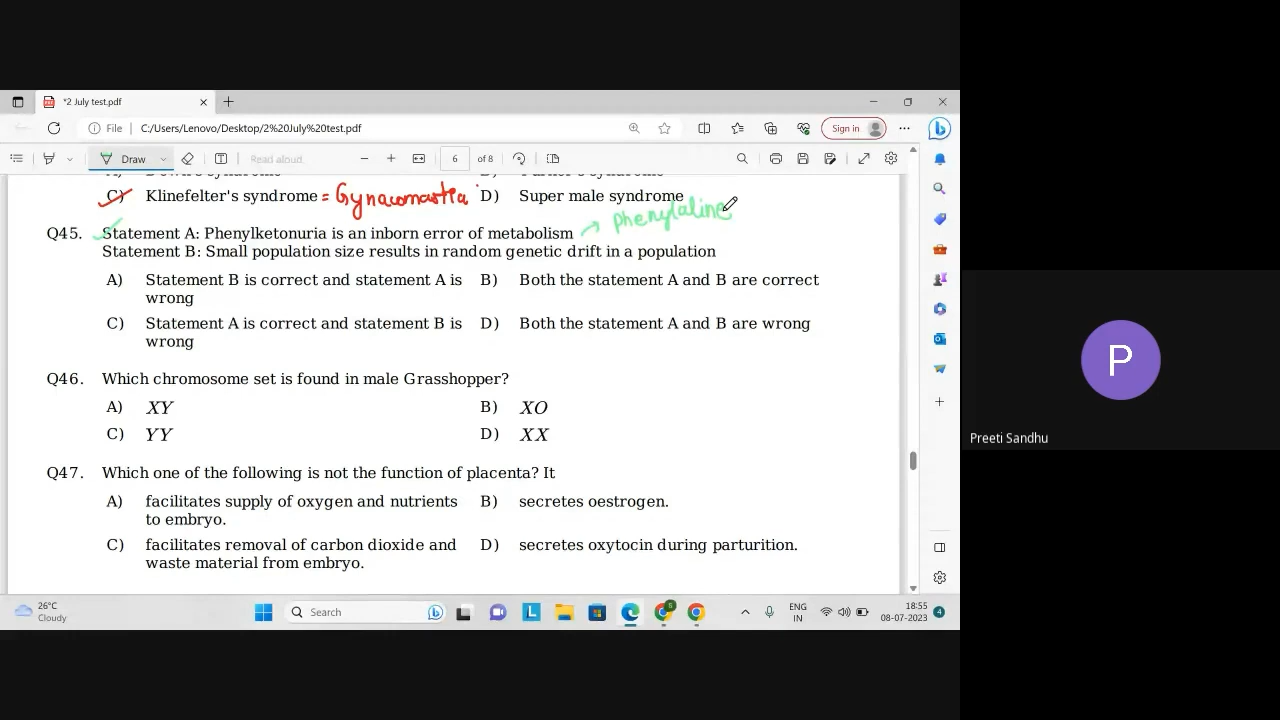 *2 July test.pdf
File
C:/Users/Lenovo/Desktop/2%20July%20test.pdf
Sign in
Draw
Read aloud
6
of 8
C) Klinefelter's syndrome = Gynacomastia D) Super male syndrome
Q45. Statement A: Phenylketonuria is an inborn error of metabolism → phenylaline
Statement B: Small population size results in random genetic drift in a population
A) Statement B is correct and statement A is wrong
B) Both the statement A and B are correct
C) Statement A is correct and statement B is wrong
D) Both the statement A and B are wrong
Q46. Which chromosome set is found in male Grasshopper?
A) XY B) XO
C) YY D) XX
Q47. Which one of the following is not the function of placenta? It
A) facilitates supply of oxygen and nutrients to embryo.
B) secretes oestrogen.
C) facilitates removal of carbon dioxide and waste material from embryo.
D) secretes oxytocin during parturition.
P
Preeti Sandhu
26°C
Cloudy
Search
ENG
IN
18:55
08-07-2023
4